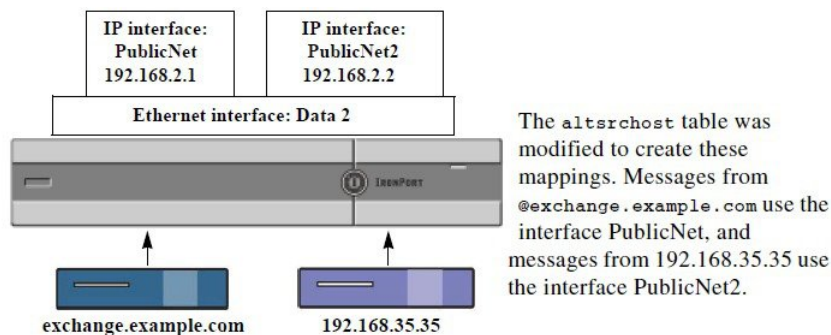 IP interface:
PublicNet
192.168.2.1
IP interface:
PublicNet2
192.168.2.2
Ethernet interface: Data 2
IRONPORT
The altsrchost table was
modified to create these
mappings. Messages from
@exchange.example.com use the
interface PublicNet, and
messages from 192.168.35.35 use
the interface PublicNet2.
exchange.example.com
192.168.35.35